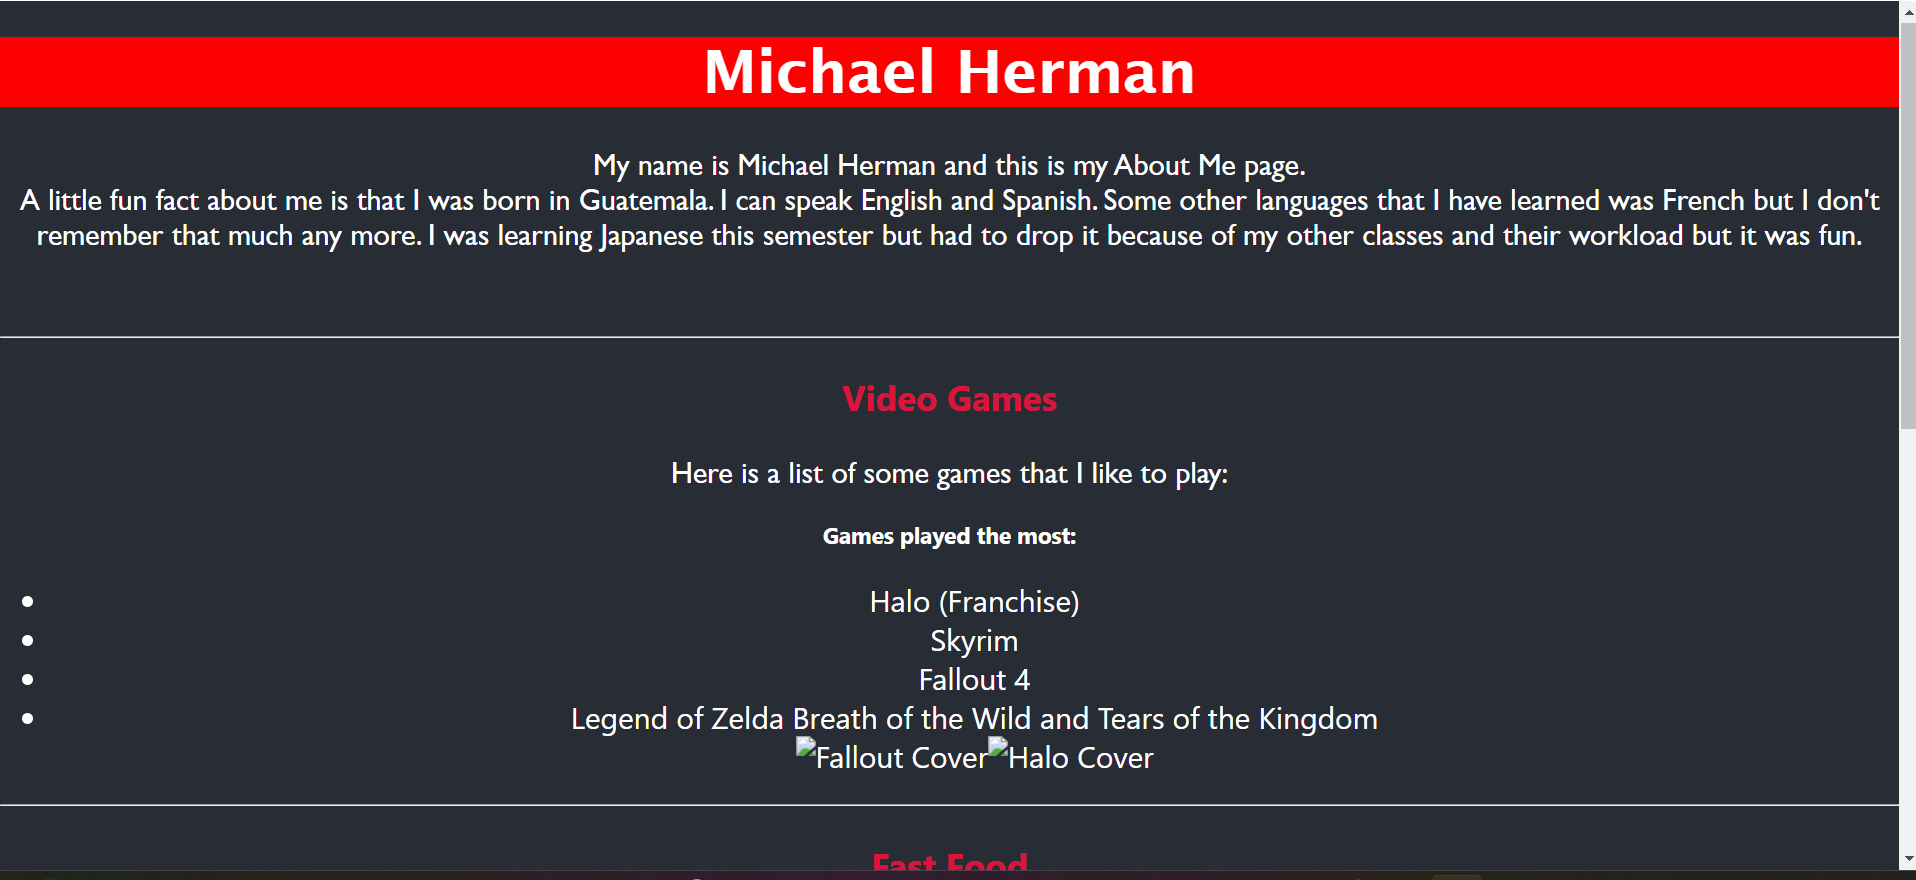 Michael Herman
My name is Michael Herman and this is my About Me page.
A little fun fact about me is that I was born in Guatemala. I can speak English and Spanish. Some other languages that I have learned was French but I don't
remember that much any more. I was learning Japanese this semester but had to drop it because of my other classes and their workload but it was fun.
Video Games
Here is a list of some games that I like to play:
Games played the most:
Halo (Franchise)
Skyrim
Fallout 4
Legend of Zelda Breath of the Wild and Tears of the Kingdom
Fallout Cover Halo Cover
Fast Food